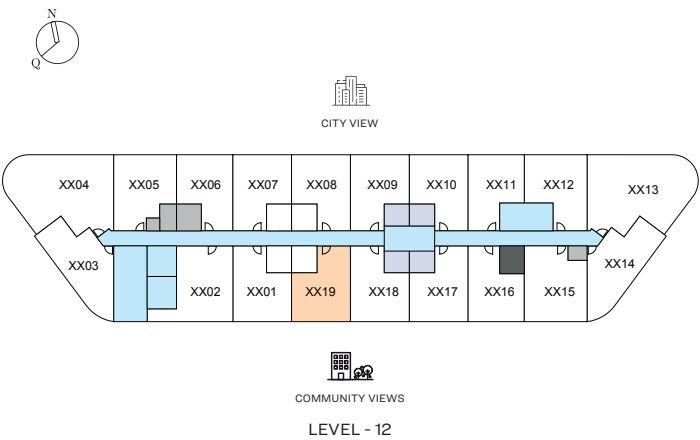 N
Q
CITY VIEW
XX04 XX05 XX06 XX07 XX08 XX09 XX10 XX11 XX12 XX13
XX03 XX14
XX02 XX01 XX19 XX18 XX17 XX16 XX15
COMMUNITY VIEWS
LEVEL - 12